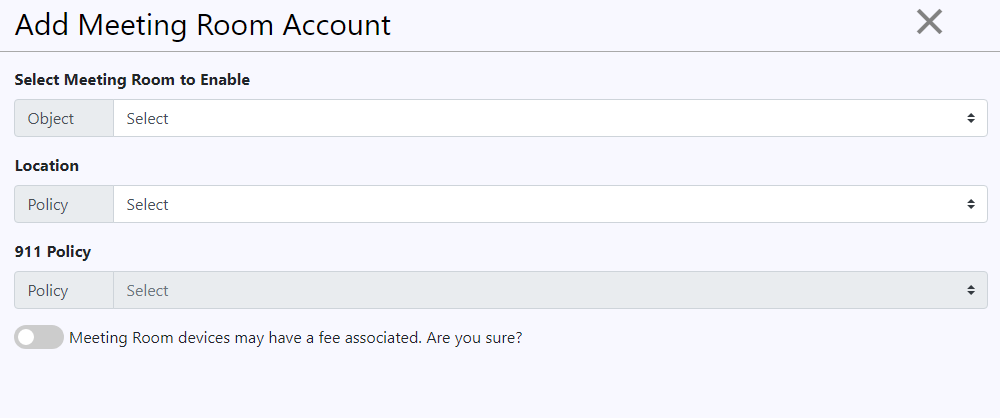 Add Meeting Room Account
Select Meeting Room to Enable
Object Select
Location
Policy Select
911 Policy
Policy Select
Meeting Room devices may have a fee associated. Are you sure?